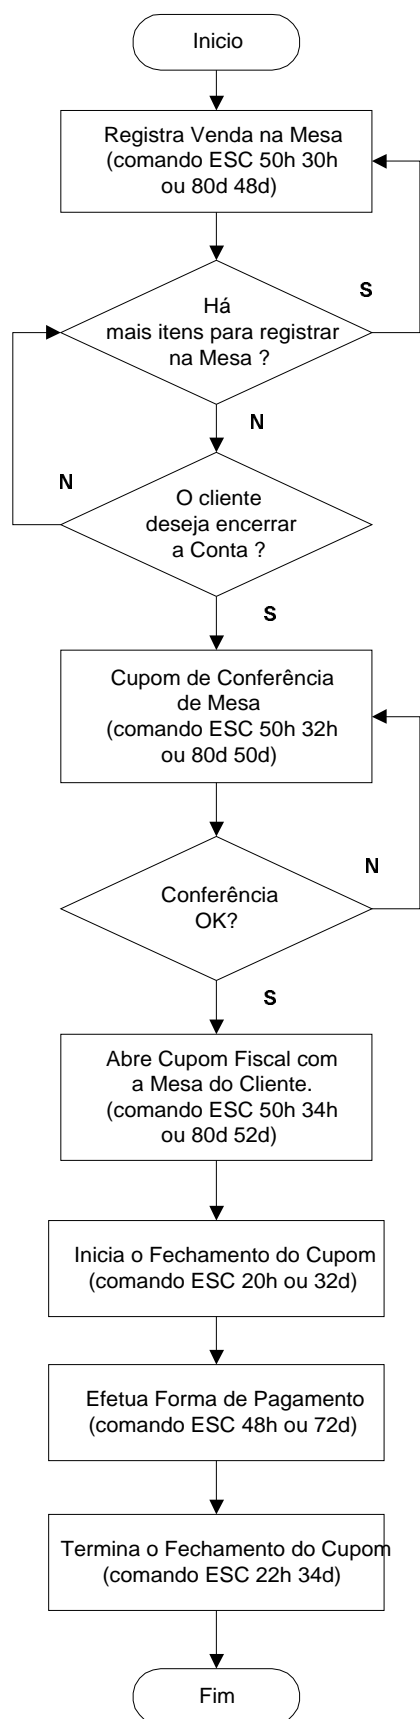 Inicio
Registra Venda na Mesa
(comando ESC 50h 30h
ou 80d 48d)
S
Há
mais itens para registrar
na Mesa ?
N
N
O cliente
deseja encerrar
a Conta ?
S
Cupom de Conferência
de Mesa
(comando ESC 50h 32h
ou 80d 50d)
N
Conferência
OK?
S
Abre Cupom Fiscal com
a Mesa do Cliente.
(comando ESC 50h 34h
ou 80d 52d)
Inicia o Fechamento do Cupom
(comando ESC 20h ou 32d)
Efetua Forma de Pagamento
(comando ESC 48h ou 72d)
Termina o Fechamento do Cupom
(comando ESC 22h 34d)
Fim